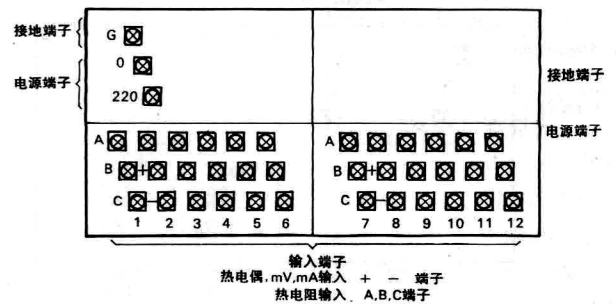 接地端子
G
0
电源端子
220
接地端子
电源端子
A
A
B +
B +
C −
C −
1 2 3 4 5 6
7 8 9 10 11 12
输入端子
热电偶.mV,mA输入 + − 端子
热电阻输入 A,B,C端子